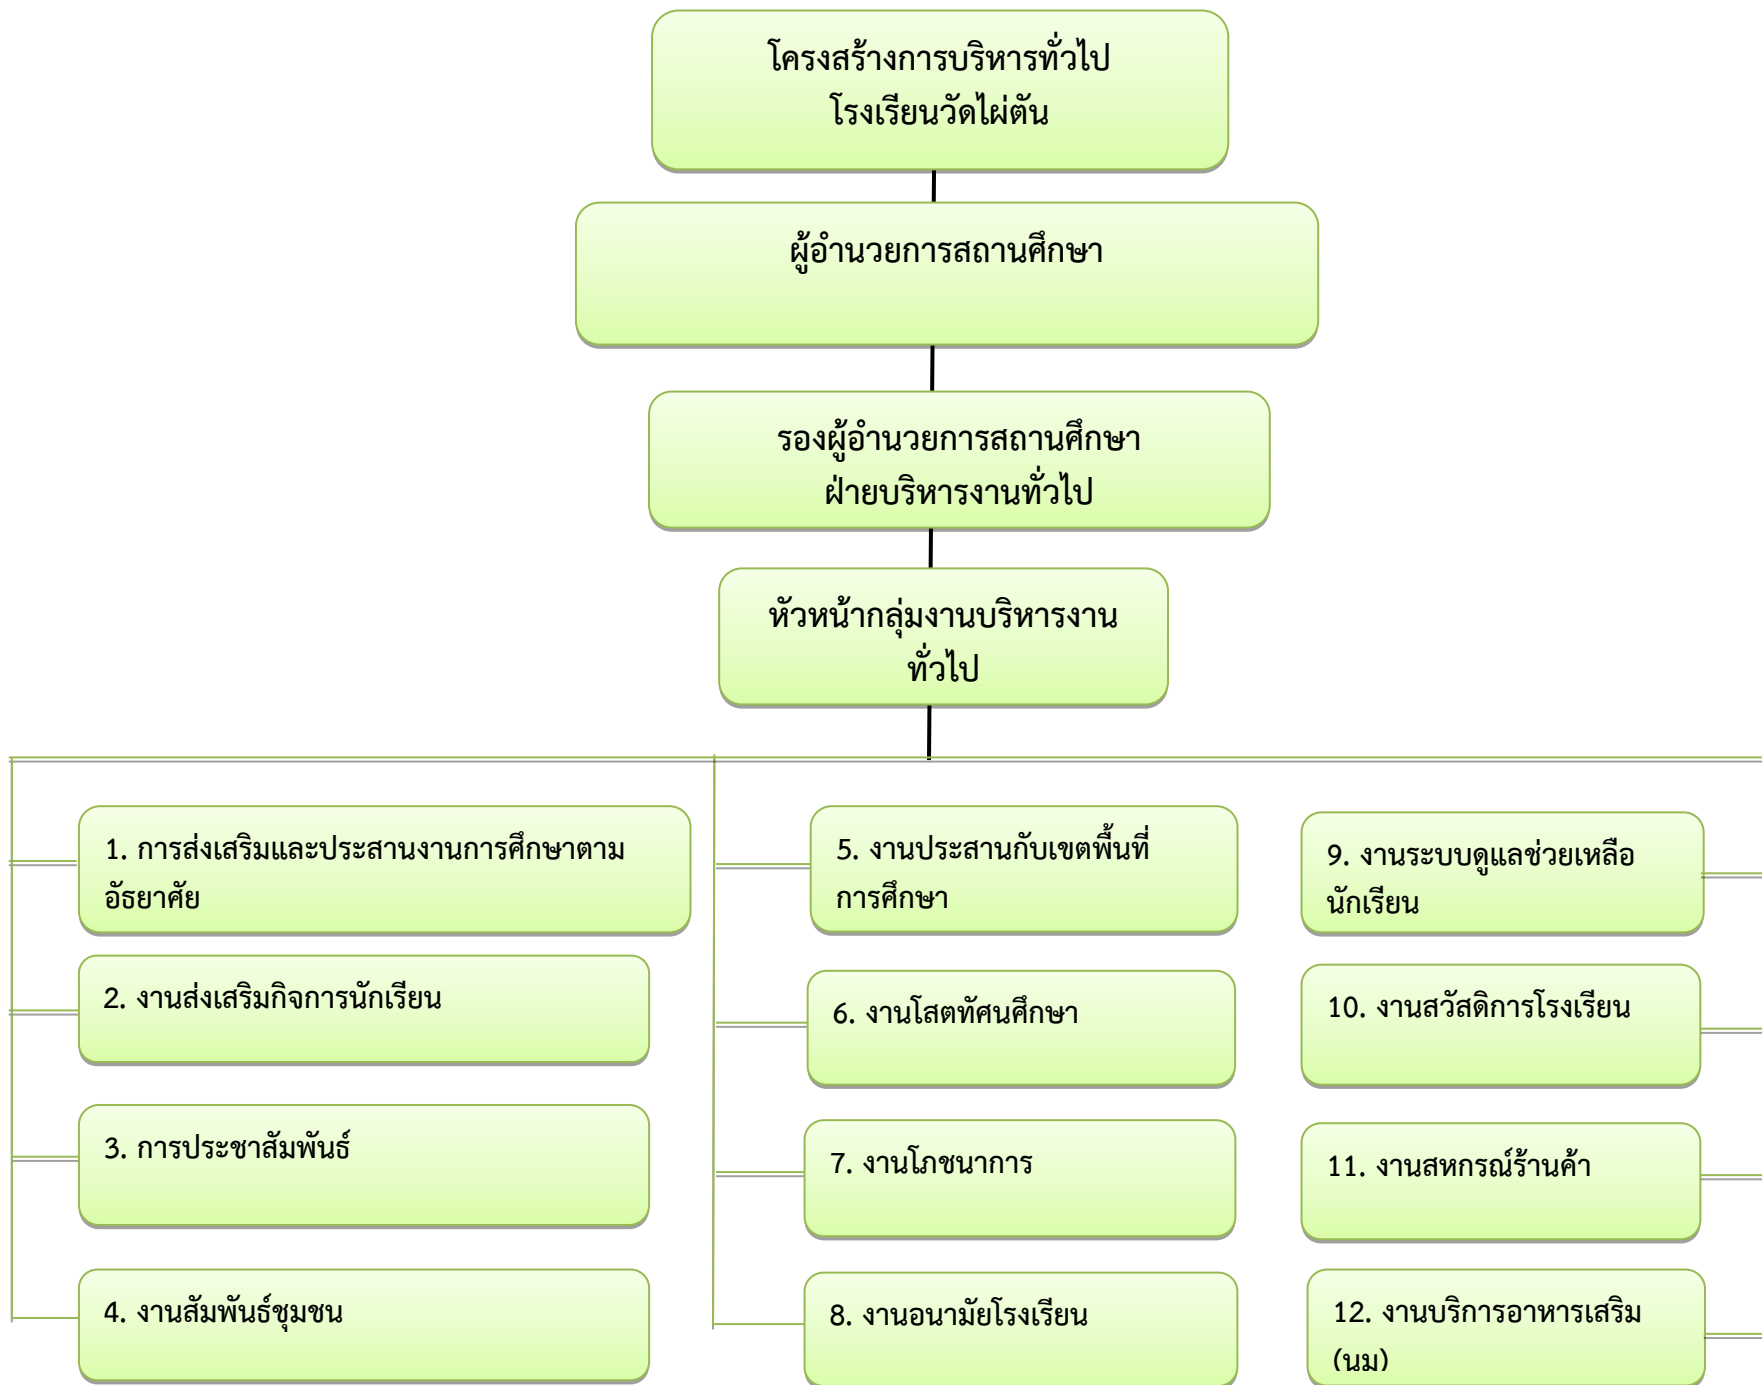 โครงสร้างการบริหารทั่วไป
โรงเรียนวัดไผ่ตัน
ผู้อำนวยการสถานศึกษา
รองผู้อำนวยการสถานศึกษา
ฝ่ายบริหารงานทั่วไป
หัวหน้ากลุ่มงานบริหารงาน
ทั่วไป
1. การส่งเสริมและประสานงานการศึกษาตาม
อัธยาศัย
2. งานส่งเสริมกิจการนักเรียน
3. การประชาสัมพันธ์
4. งานสัมพันธ์ชุมชน
5. งานประสานกับเขตพื้นที่
การศึกษา
6. งานโสตทัศนศึกษา
7. งานโภชนาการ
8. งานอนามัยโรงเรียน
9. งานระบบดูแลช่วยเหลือ
นักเรียน
10. งานสวัสดิการโรงเรียน
11. งานสหกรณ์ร้านค้า
12. งานบริการอาหารเสริม
(นม)